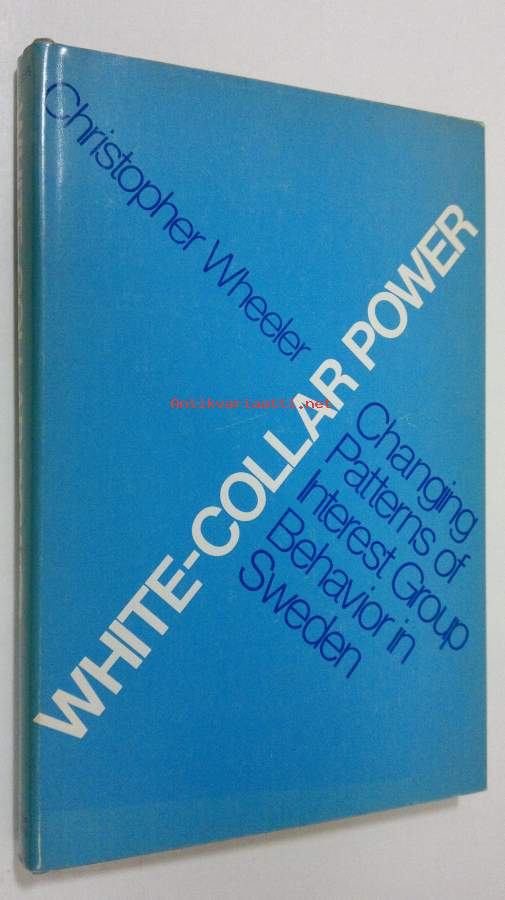 Christopher Wheeler
WHITE-COLLAR POWER
Changing
Patterns of
Interest Group
Behavior in
Sweden
Antikvariaatti.net